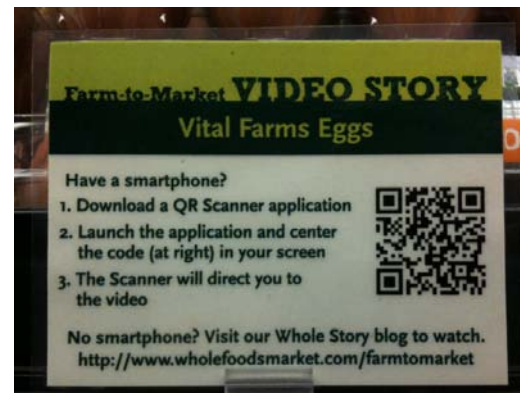 Farm-to-Market VIDEO STORY
Vital Farms Eggs
Have a smartphone?
1. Download a QR Scanner application
2. Launch the application and center
the code (at right) in your screen
3. The Scanner will direct you to
the video
No smartphone? Visit our Whole Story blog to watch.
http://www.wholefoodsmarket.com/farmtomarket